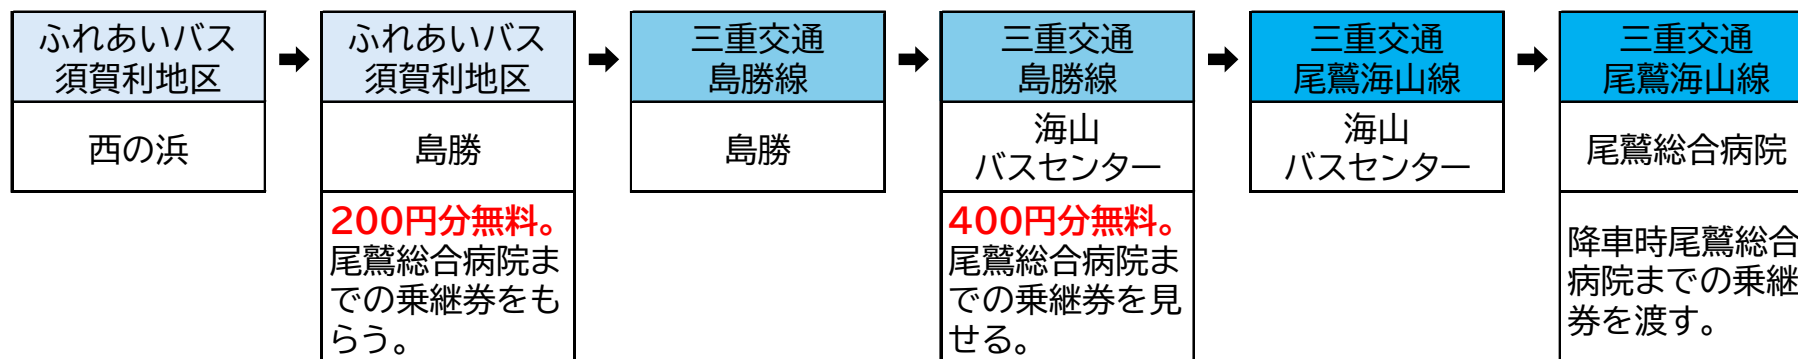 ふれあいバス
須賀利地区
西の浜
ふれあいバス
須賀利地区
島勝
200円分無料。
尾鷲総合病院ま
での乗継券をも
らう。
三重交通
島勝線
島勝
三重交通
島勝線
海山
バスセンター
400円分無料。
尾鷲総合病院ま
での乗継券を見
せる。
三重交通
尾鷲海山線
海山
バスセンター
三重交通
尾鷲海山線
尾鷲総合病院
降車時尾鷲総合
病院までの乗継
券を渡す。